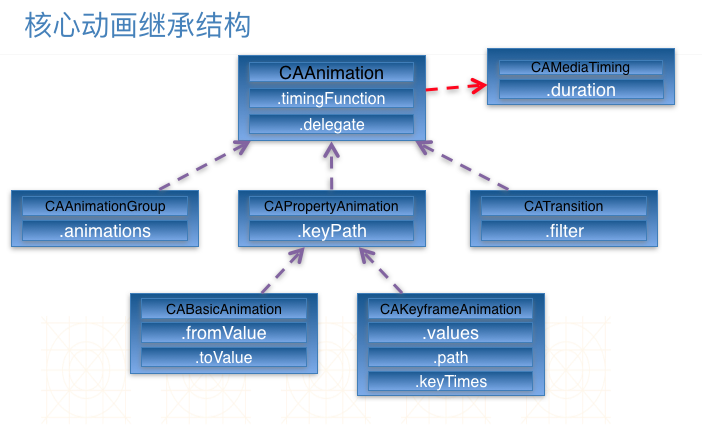 核心动画继承结构
CAAnimation
.timingFunction
.delegate
CAMediaTiming
.duration
CAAnimationGroup
.animations
CAPropertyAnimation
.keyPath
CATransition
.filter
CABasicAnimation
.fromValue
.toValue
CAKeyframeAnimation
.values
.path
.keyTimes